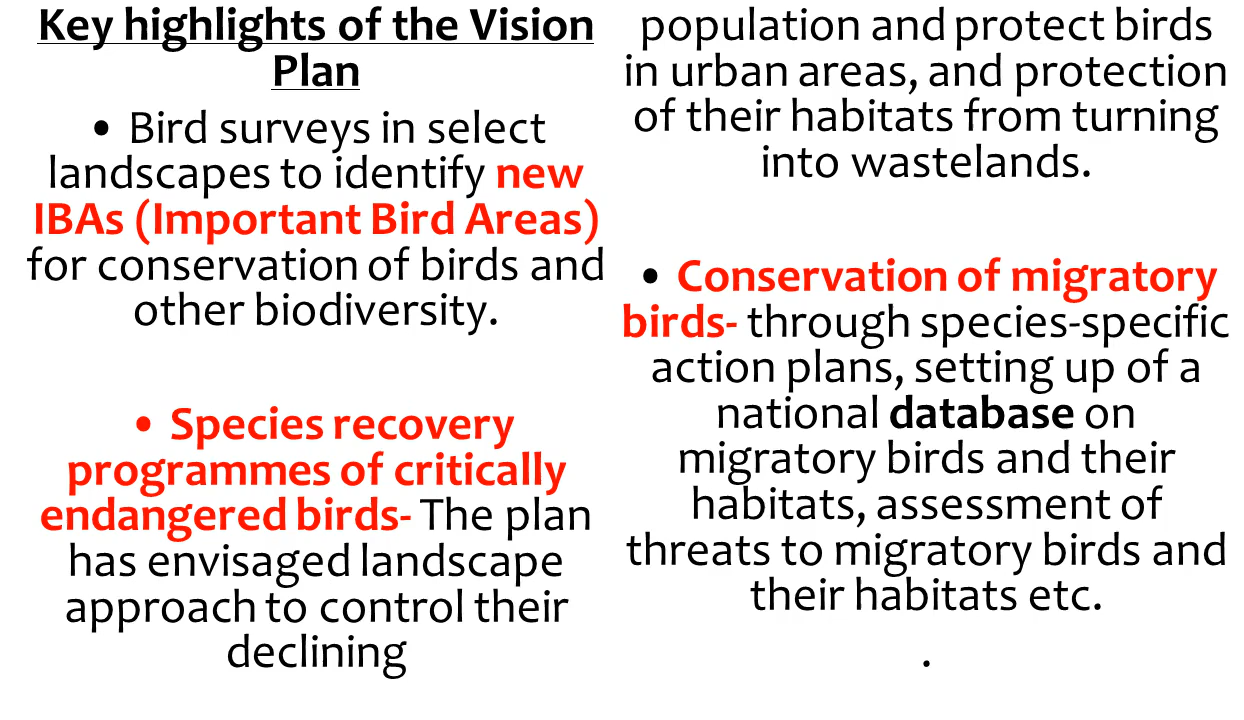 Key highlights of the Vision
Plan
• Bird surveys in select
landscapes to identify new
IBAs (Important Bird Areas)
for conservation of birds and
other biodiversity.
• Species recovery
programmes of critically
endangered birds- The plan
has envisaged landscape
approach to control their
declining
population and protect birds
in urban areas, and protection
of their habitats from turning
into wastelands.
• Conservation of migratory
birds- through species-specific
action plans, setting up of a
national database on
migratory birds and their
habitats, assessment of
threats to migratory birds and
their habitats etc.
.